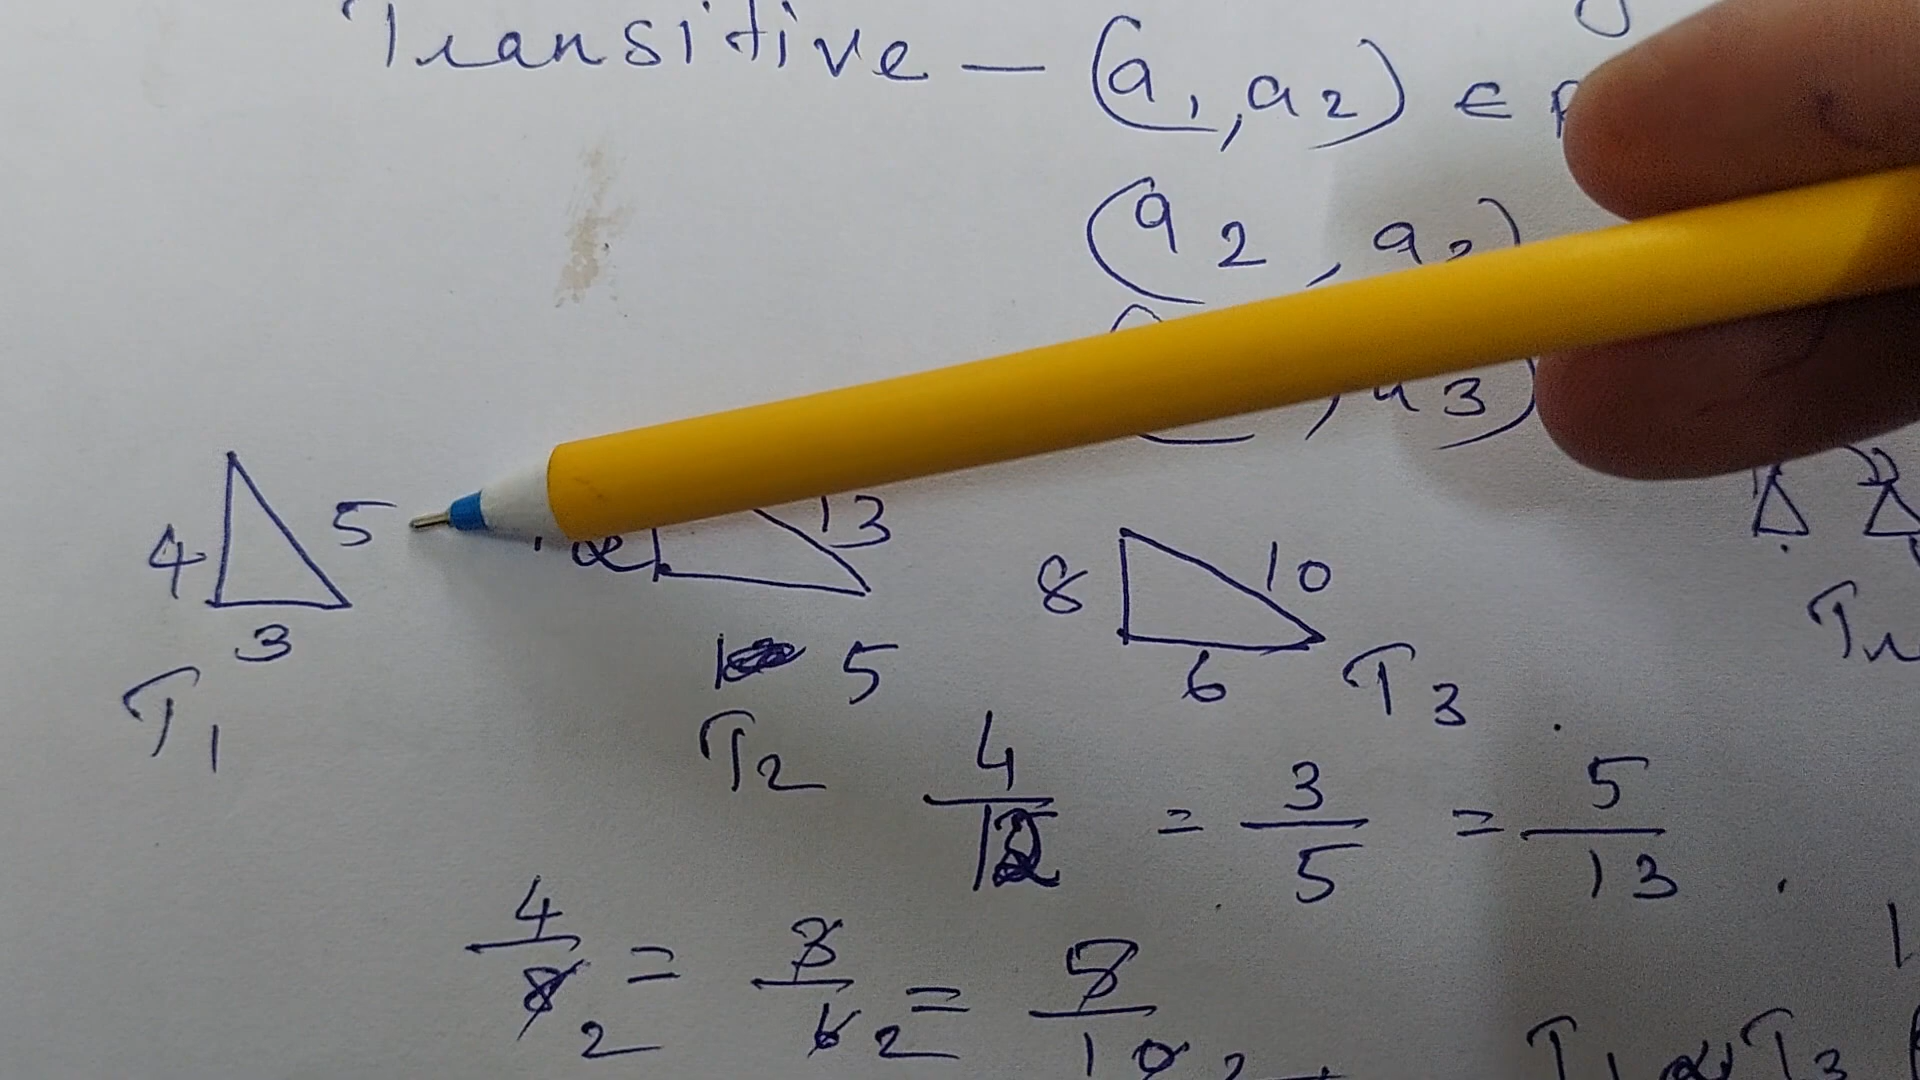 Transitive — (a1, a2) ∈
(a2, a
, a3)
4 5
3
T1
12 13
5
T2
8 10
6
T3
4/12 = 3/5 = 5/13
4/8 2 = 3/6 2 = 5/10 2
T1 ~ T3